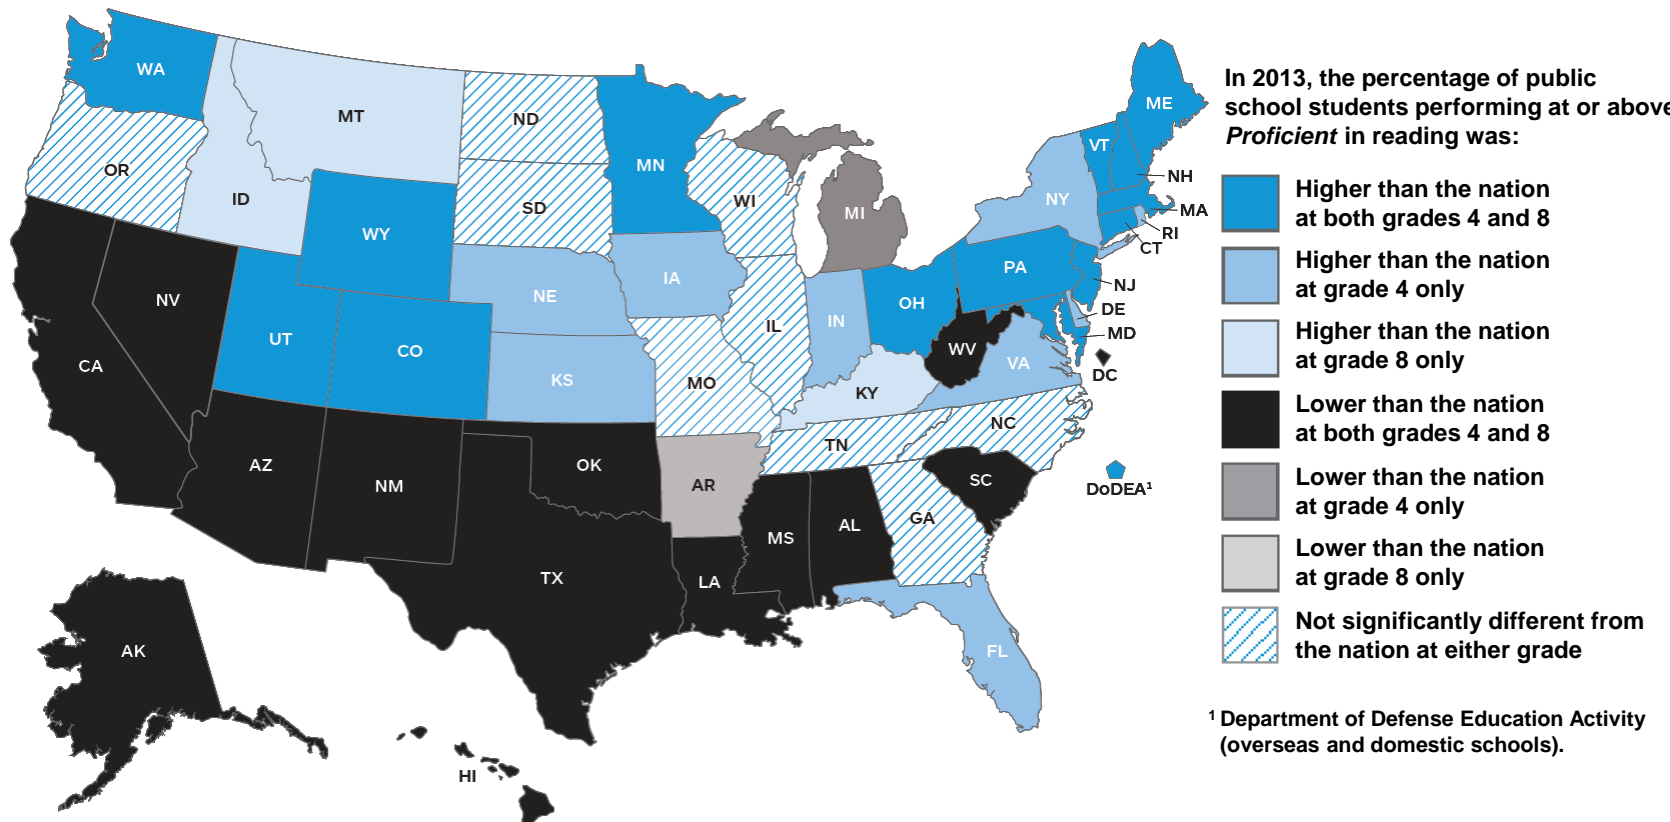 WA
MT
ND
MN
ME
VT
OR
ID
SD
WI
MI
NY
NH
MA
RI
CT
WY
IA
PA
NJ
NV
NE
OH
DE
MD
UT
CO
IL
IN
WV
VA
DC
CA
KS
MO
KY
NC
TN
AZ
NM
OK
AR
SC
DoDEA¹
GA
MS
AL
TX
LA
AK
FL
HI
In 2013, the percentage of public
school students performing at or above
Proficient in reading was:
Higher than the nation
at both grades 4 and 8
Higher than the nation
at grade 4 only
Higher than the nation
at grade 8 only
Lower than the nation
at both grades 4 and 8
Lower than the nation
at grade 4 only
Lower than the nation
at grade 8 only
Not significantly different from
the nation at either grade
¹ Department of Defense Education Activity
(overseas and domestic schools).